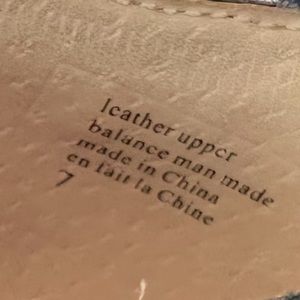 leather upper
balance man made
made in China
en fait la Chine
7